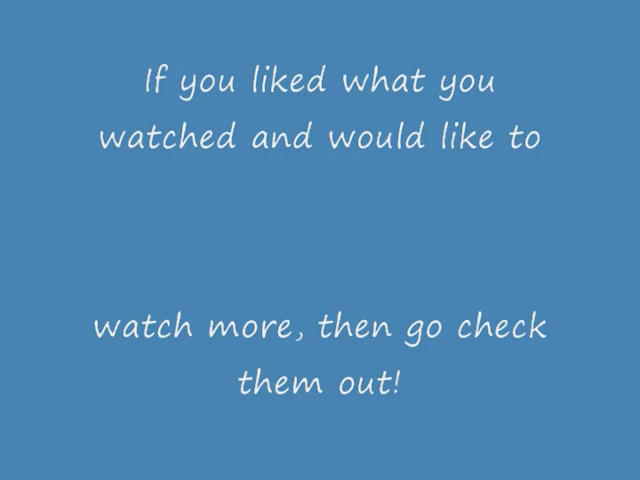 If you liked what you
watched and would like to
watch more, then go check
them out!